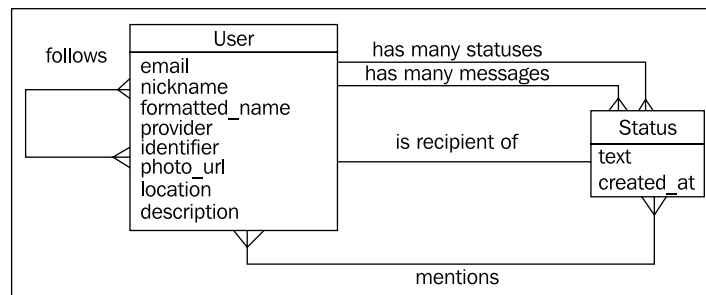 User
follows
email
nickname
formatted_name
provider
identifier
photo_url
location
description
has many statuses
has many messages
is recipient of
Status
text
created_at
mentions